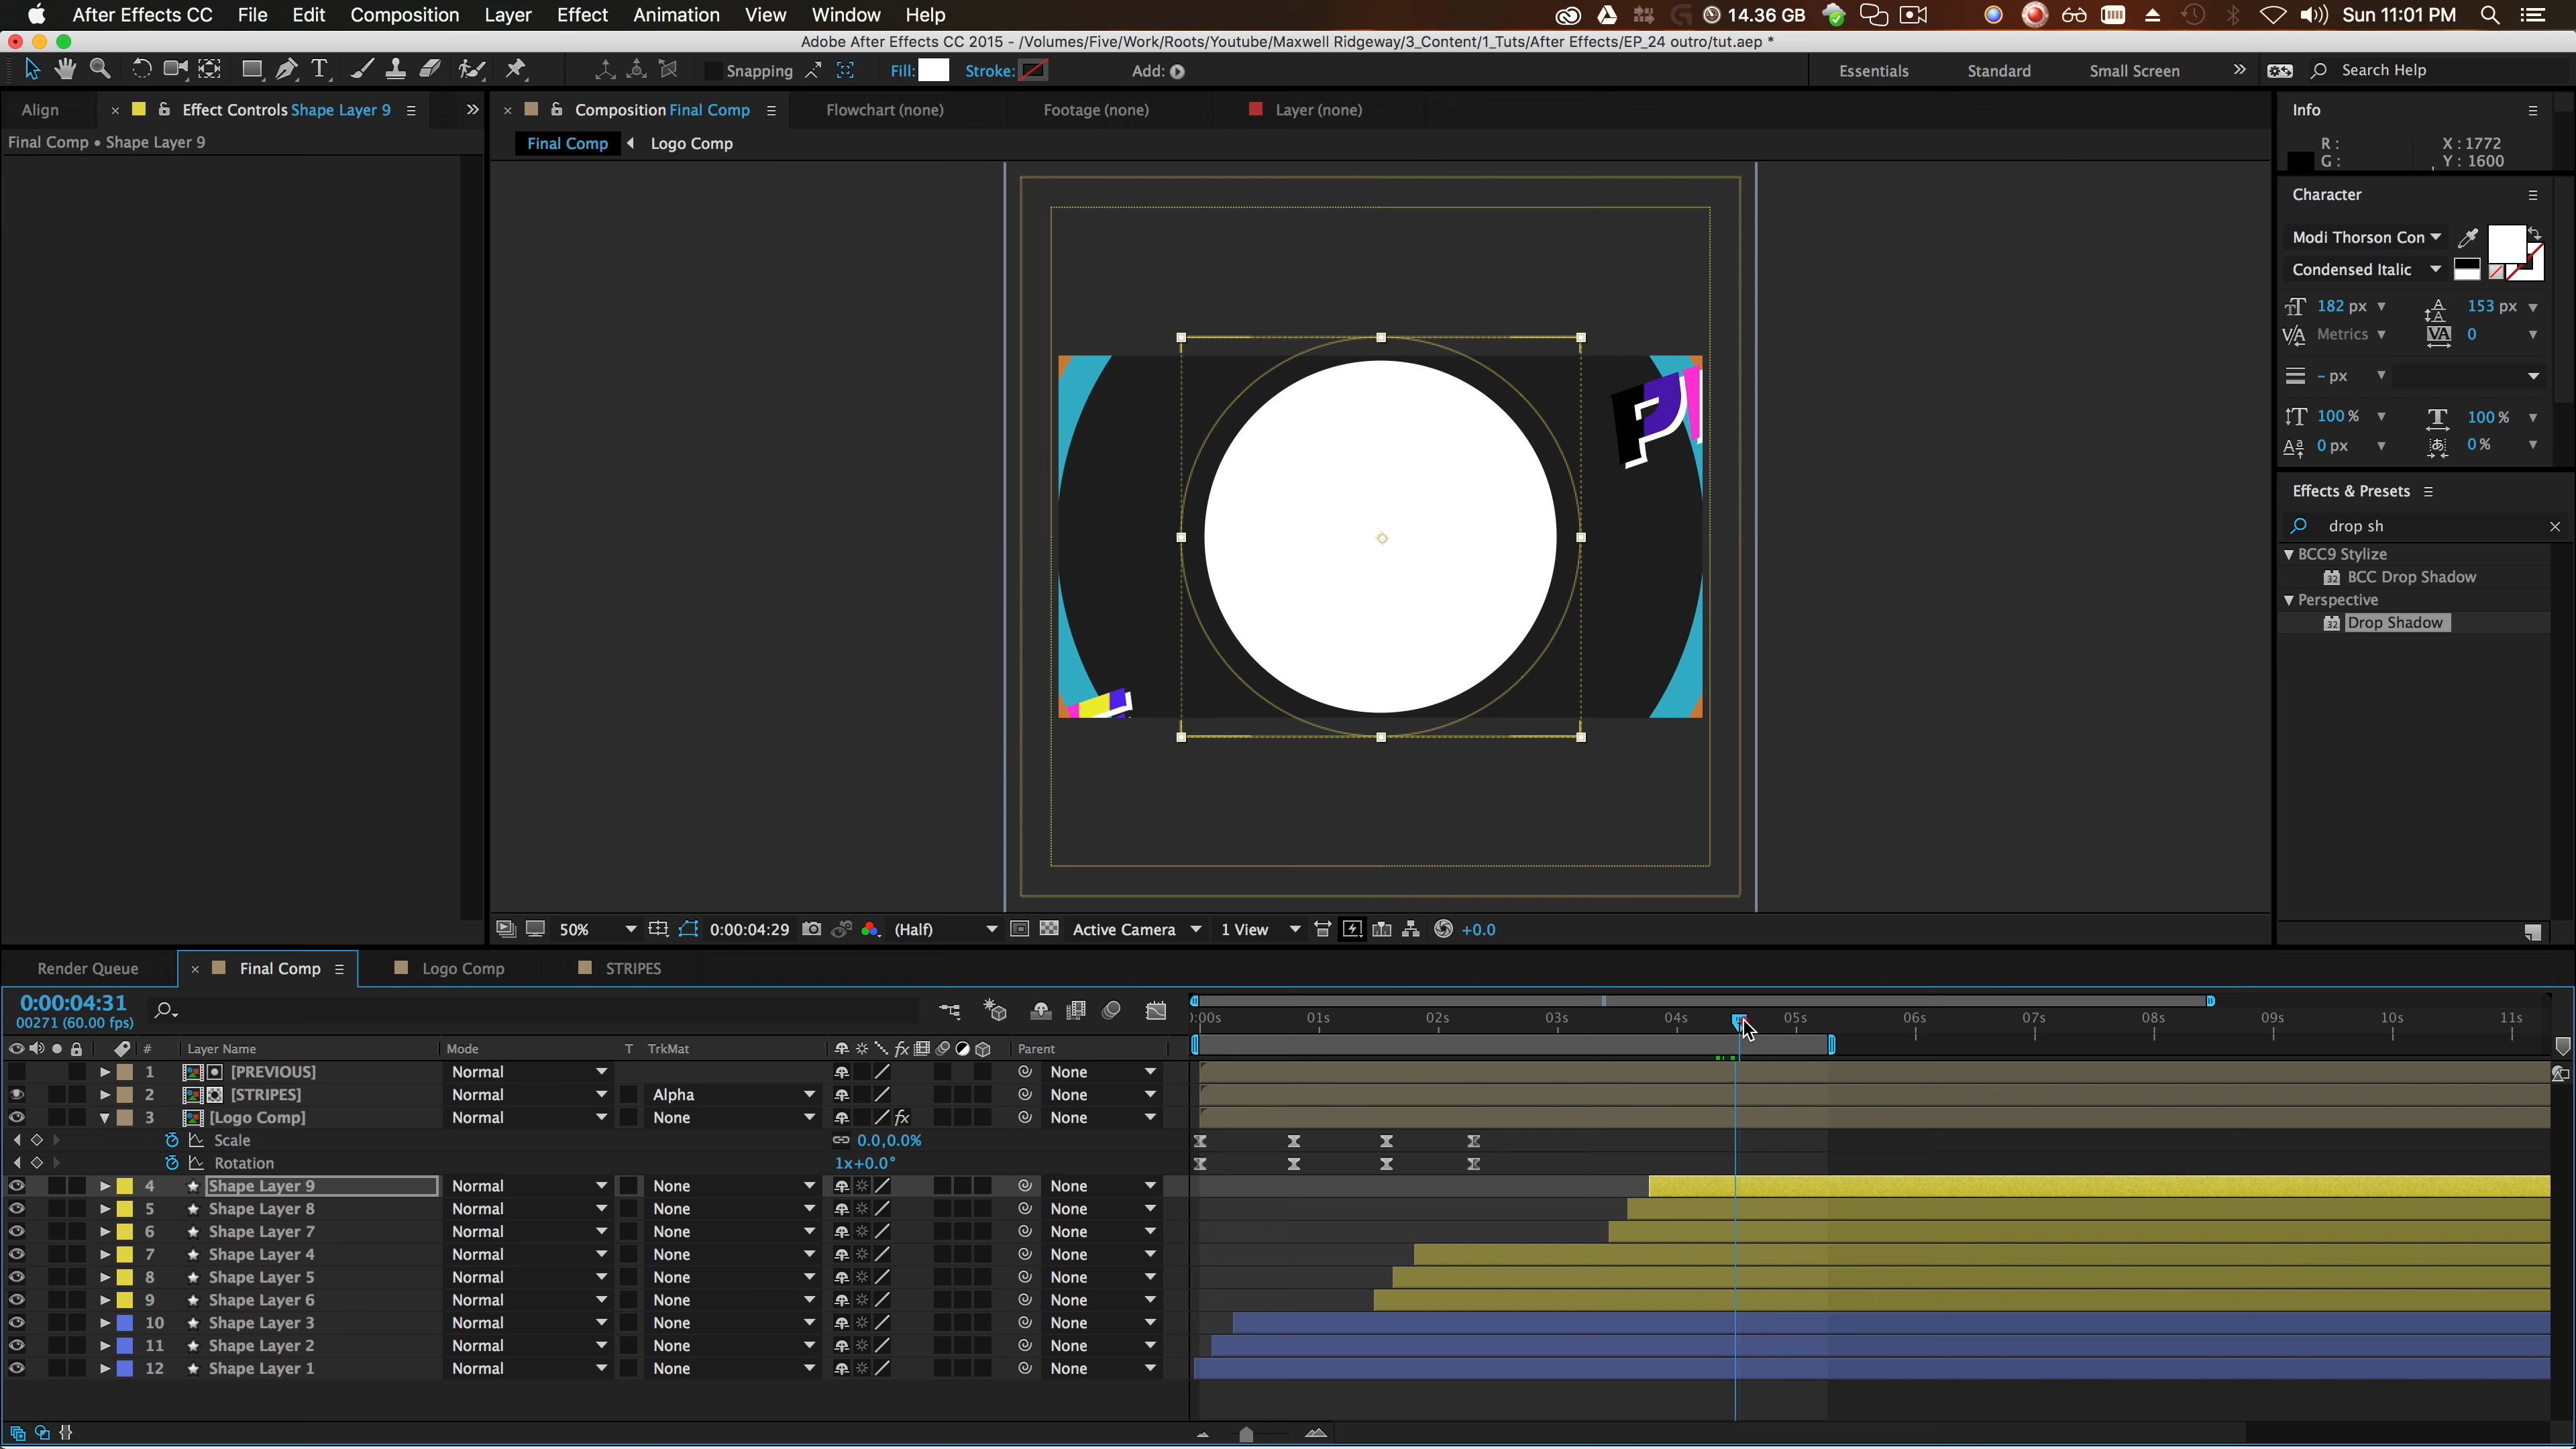 After Effects CC File Edit Composition Layer Effect Animation View Window Help 14.36 GB Sun 11:01 PM
Adobe After Effects CC 2015 - /Volumes/Five/Work/Roots/Youtube/Maxwell Ridgeway/3_Content/1_Tuts/After Effects/EP_24 outro/tut.aep *
Snapping Fill: Stroke: Add: Essentials Standard Small Screen Search Help
Align Effect Controls Shape Layer 9 Composition Final Comp Flowchart (none) Footage (none) Layer (none) Info
Final Comp • Shape Layer 9 Final Comp Logo Comp
R : X : 1772
G : Y : 1600
Character
Modi Thorson Con
Condensed Italic
182 px 153 px
Metrics 0
- px
100 % 100 %
0 px 0 %
Effects & Presets
drop sh
BCC9 Stylize
32 BCC Drop Shadow
Perspective
32 Drop Shadow
P
50% 0:00:04:29 (Half) Active Camera 1 View +0.0
Render Queue Final Comp Logo Comp STRIPES
0:00:04:31
00271 (60.00 fps)
):00s 01s 02s 03s 04s 05s 06s 07s 08s 09s 10s 11s
# Layer Name Mode T TrkMat fx Parent
1 [PREVIOUS] Normal None
2 [STRIPES] Normal Alpha None
3 [Logo Comp] Normal None fx None
Scale 0.0,0.0%
Rotation 1x+0.0°
4 Shape Layer 9 Normal None None
5 Shape Layer 8 Normal None None
6 Shape Layer 7 Normal None None
7 Shape Layer 4 Normal None None
8 Shape Layer 5 Normal None None
9 Shape Layer 6 Normal None None
10 Shape Layer 3 Normal None None
11 Shape Layer 2 Normal None None
12 Shape Layer 1 Normal None None